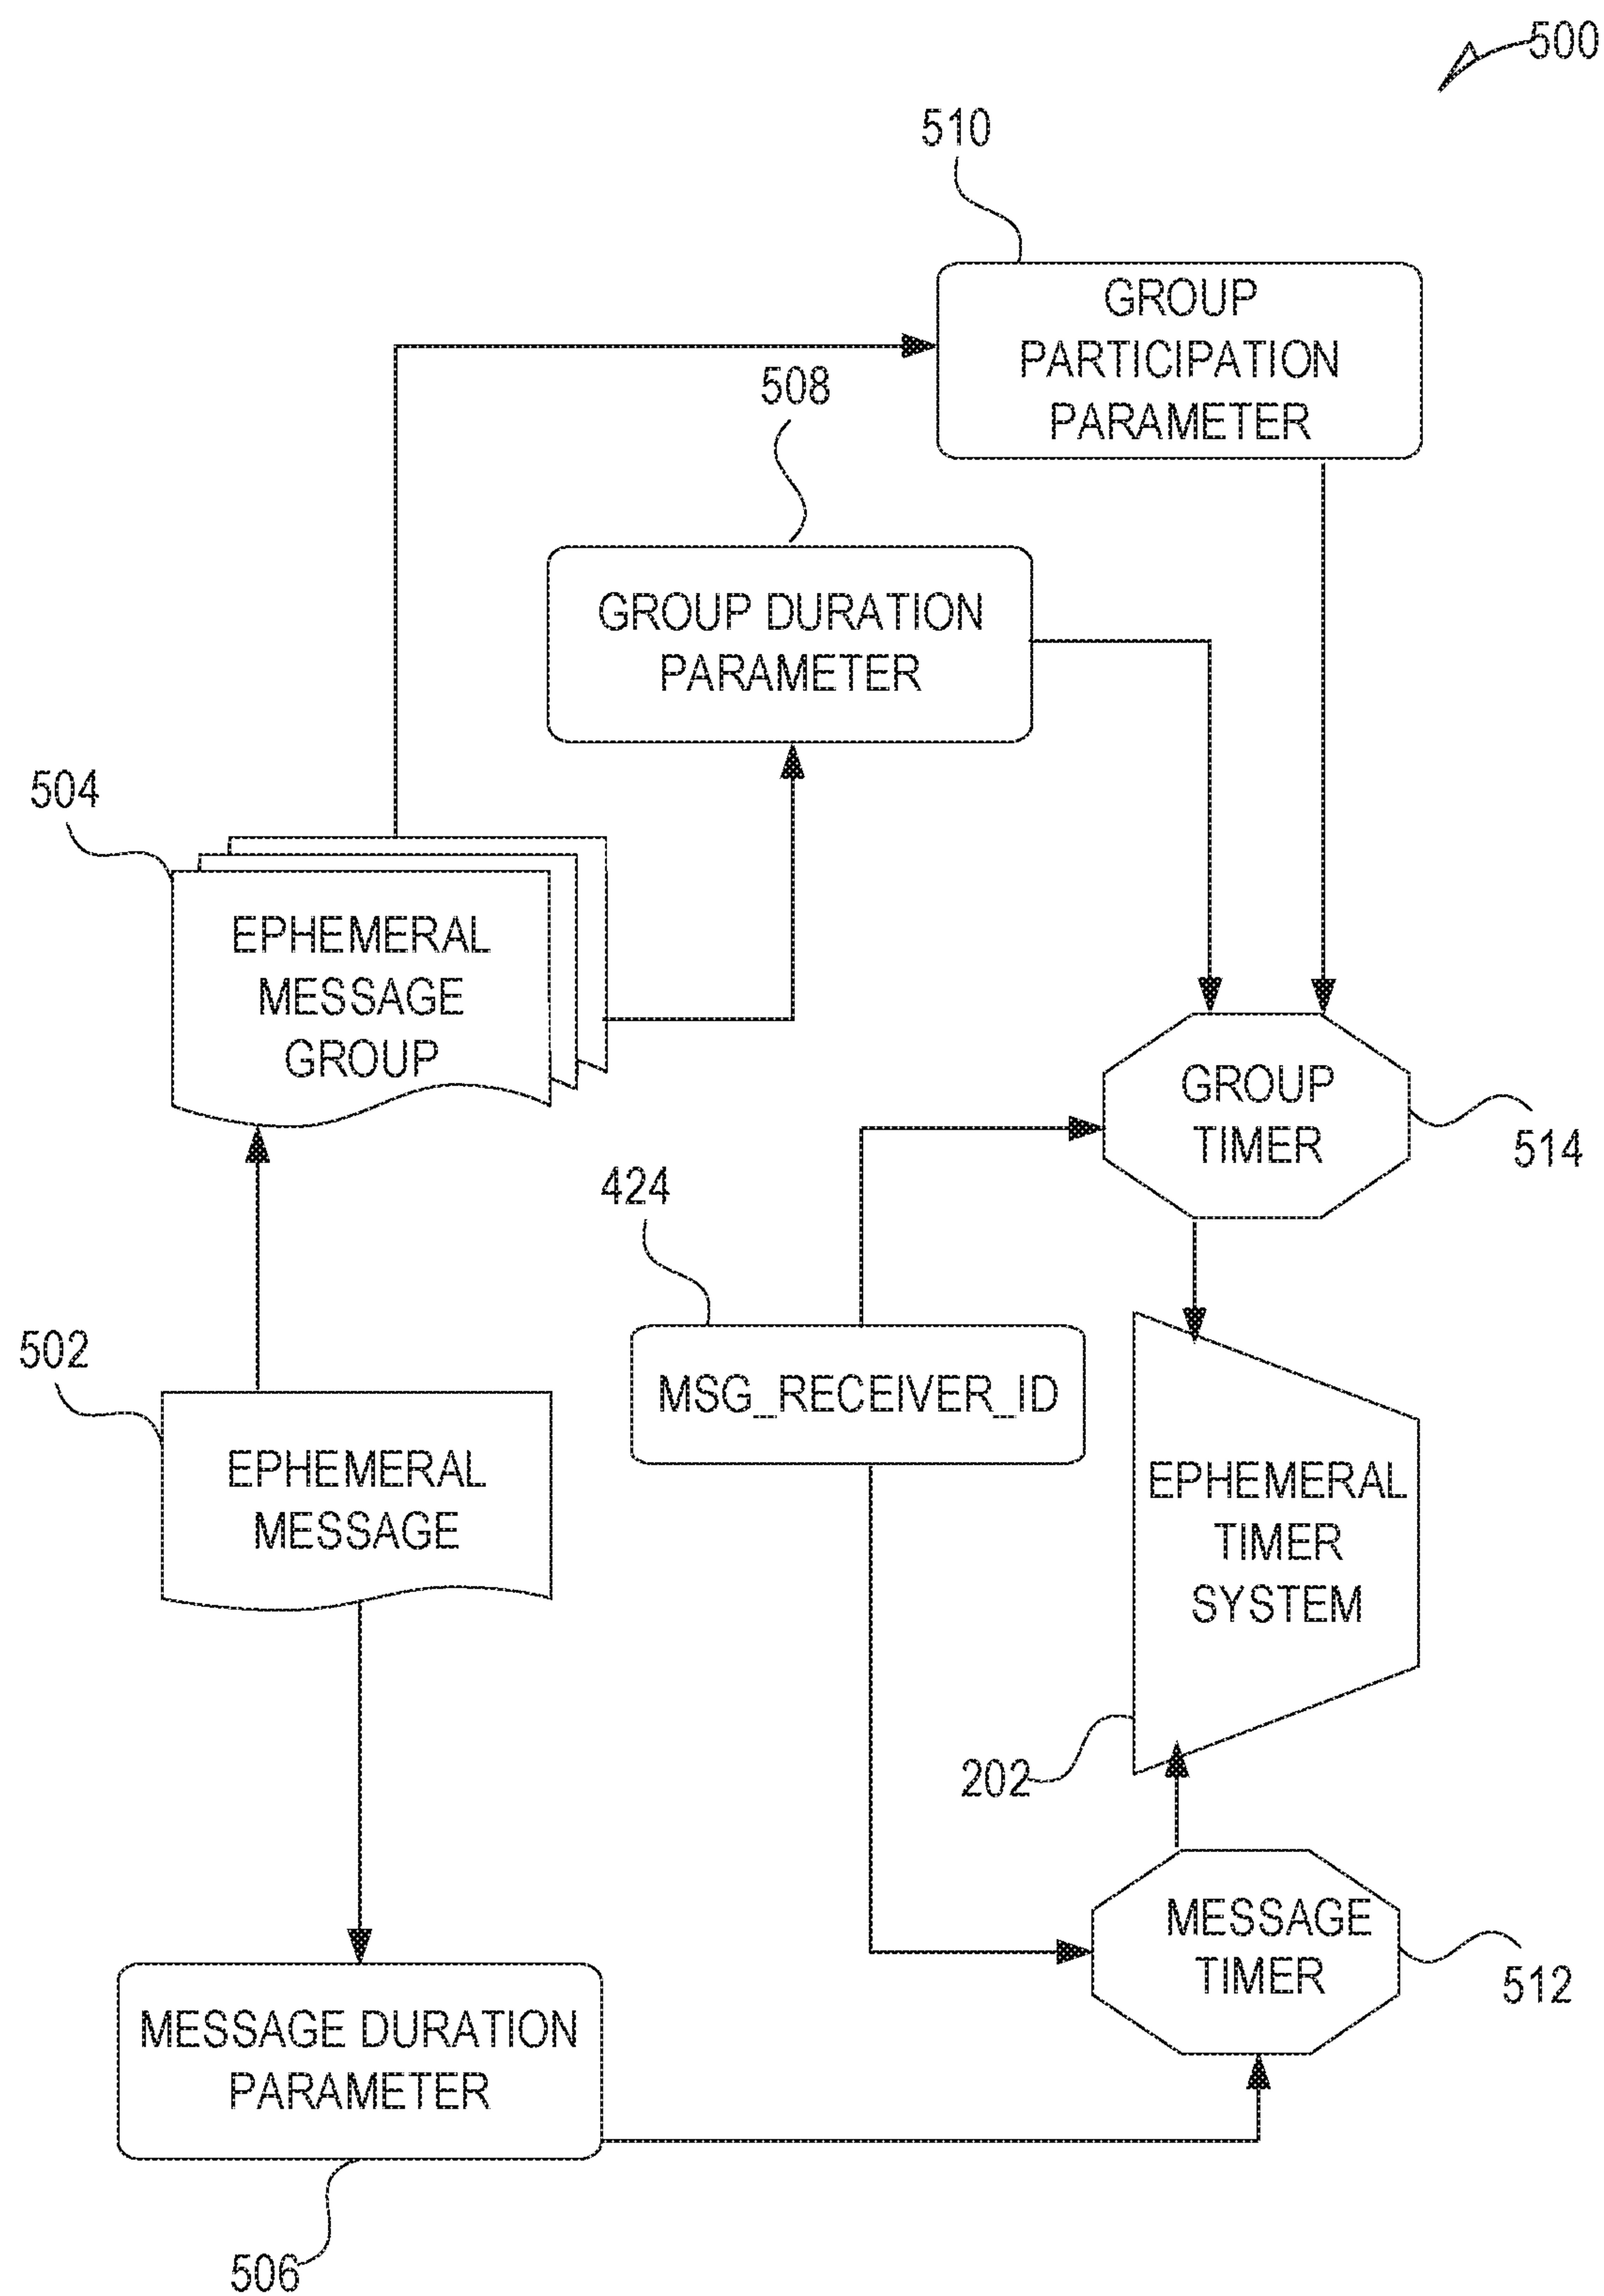 500
510
GROUP
PARTICIPATION
PARAMETER
508
GROUP DURATION
PARAMETER
504
EPHEMERAL
MESSAGE
GROUP
GROUP
TIMER
514
424
MSG_RECEIVER_ID
502
EPHEMERAL
MESSAGE
EPHEMERAL
TIMER
SYSTEM
202
MESSAGE
TIMER
512
MESSAGE DURATION
PARAMETER
506